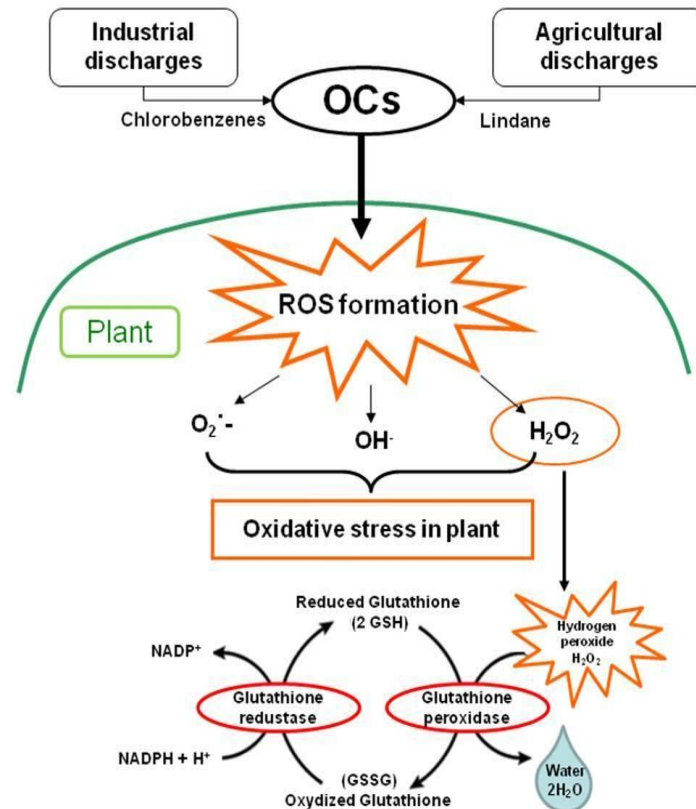 Industrial
discharges
Agricultural
discharges
OCs
Chlorobenzenes
Lindane
ROS formation
Plant
O₂˙-
OH-
H₂O₂
Oxidative stress in plant
Reduced Glutathione
(2 GSH)
Hydrogen
peroxide
H₂O₂
NADP⁺
Glutathione
redustase
Glutathione
peroxidase
NADPH + H⁺
(GSSG)
Oxydized Glutathione
Water
2H₂O